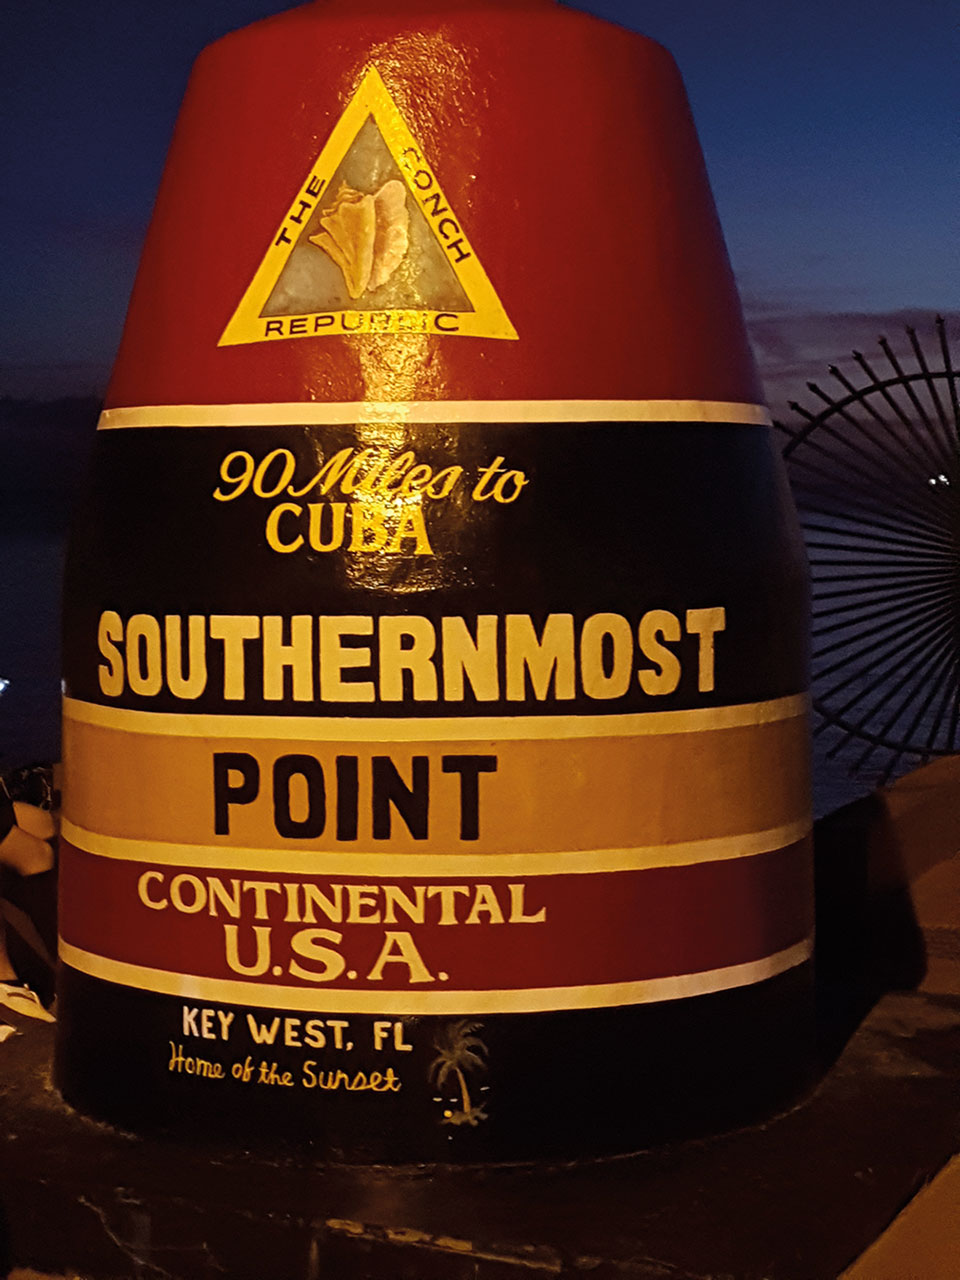 THE CONCH
REPUBLIC
90 Miles to
CUBA
SOUTHERNMOST
POINT
CONTINENTAL
U.S.A.
KEY WEST, FL
Home of the Sunset